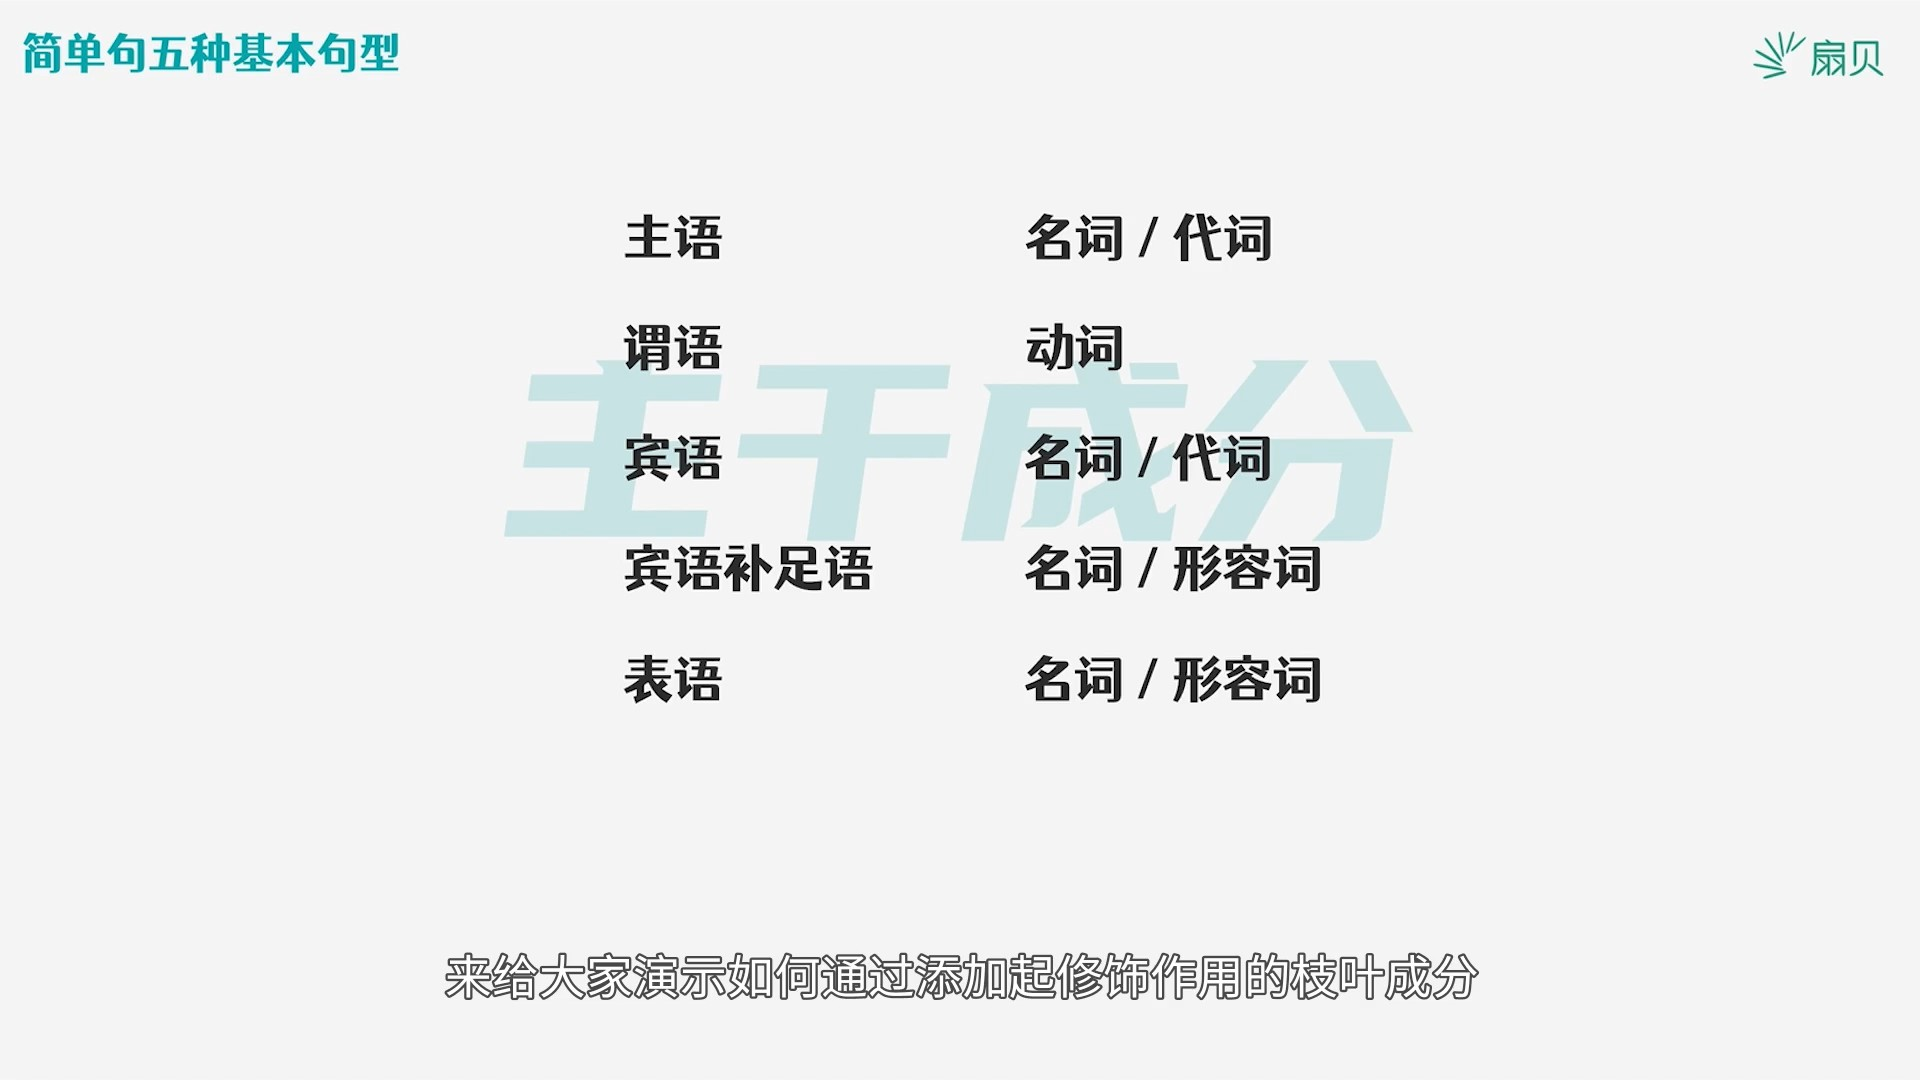 简单句五种基本句型
扇贝
主语 名词 / 代词
谓语 动词
主干成分
宾语 名词 / 代词
宾语补足语 名词 / 形容词
表语 名词 / 形容词
来给大家演示如何通过添加起修饰作用的枝叶成分